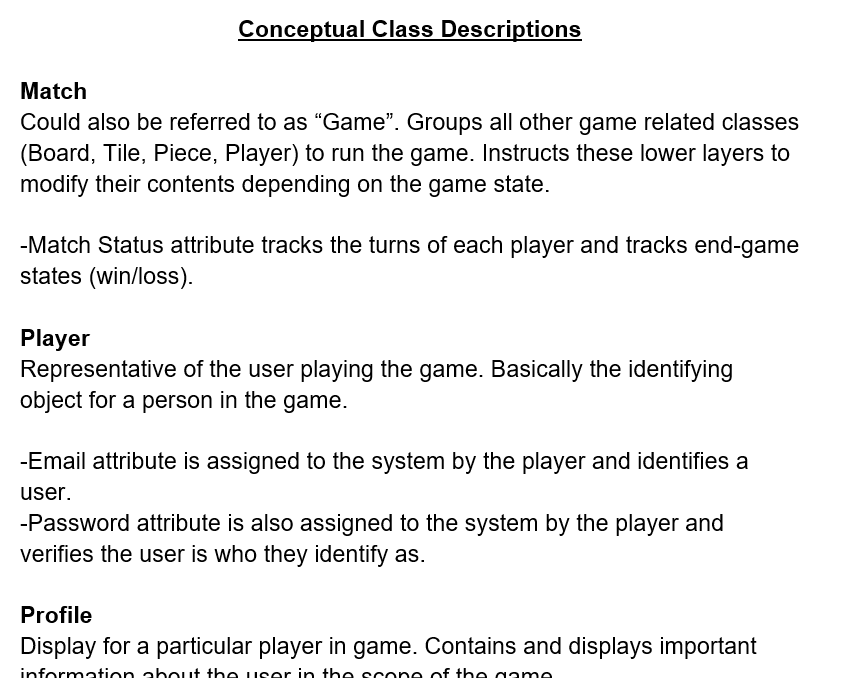 Conceptual Class Descriptions
Match
Could also be referred to as “Game”. Groups all other game related classes
(Board, Tile, Piece, Player) to run the game. Instructs these lower layers to
modify their contents depending on the game state.
-Match Status attribute tracks the turns of each player and tracks end-game
states (win/loss).
Player
Representative of the user playing the game. Basically the identifying
object for a person in the game.
-Email attribute is assigned to the system by the player and identifies a
user.
-Password attribute is also assigned to the system by the player and
verifies the user is who they identify as.
Profile
Display for a particular player in game. Contains and displays important
information about the user in the scope of the game.